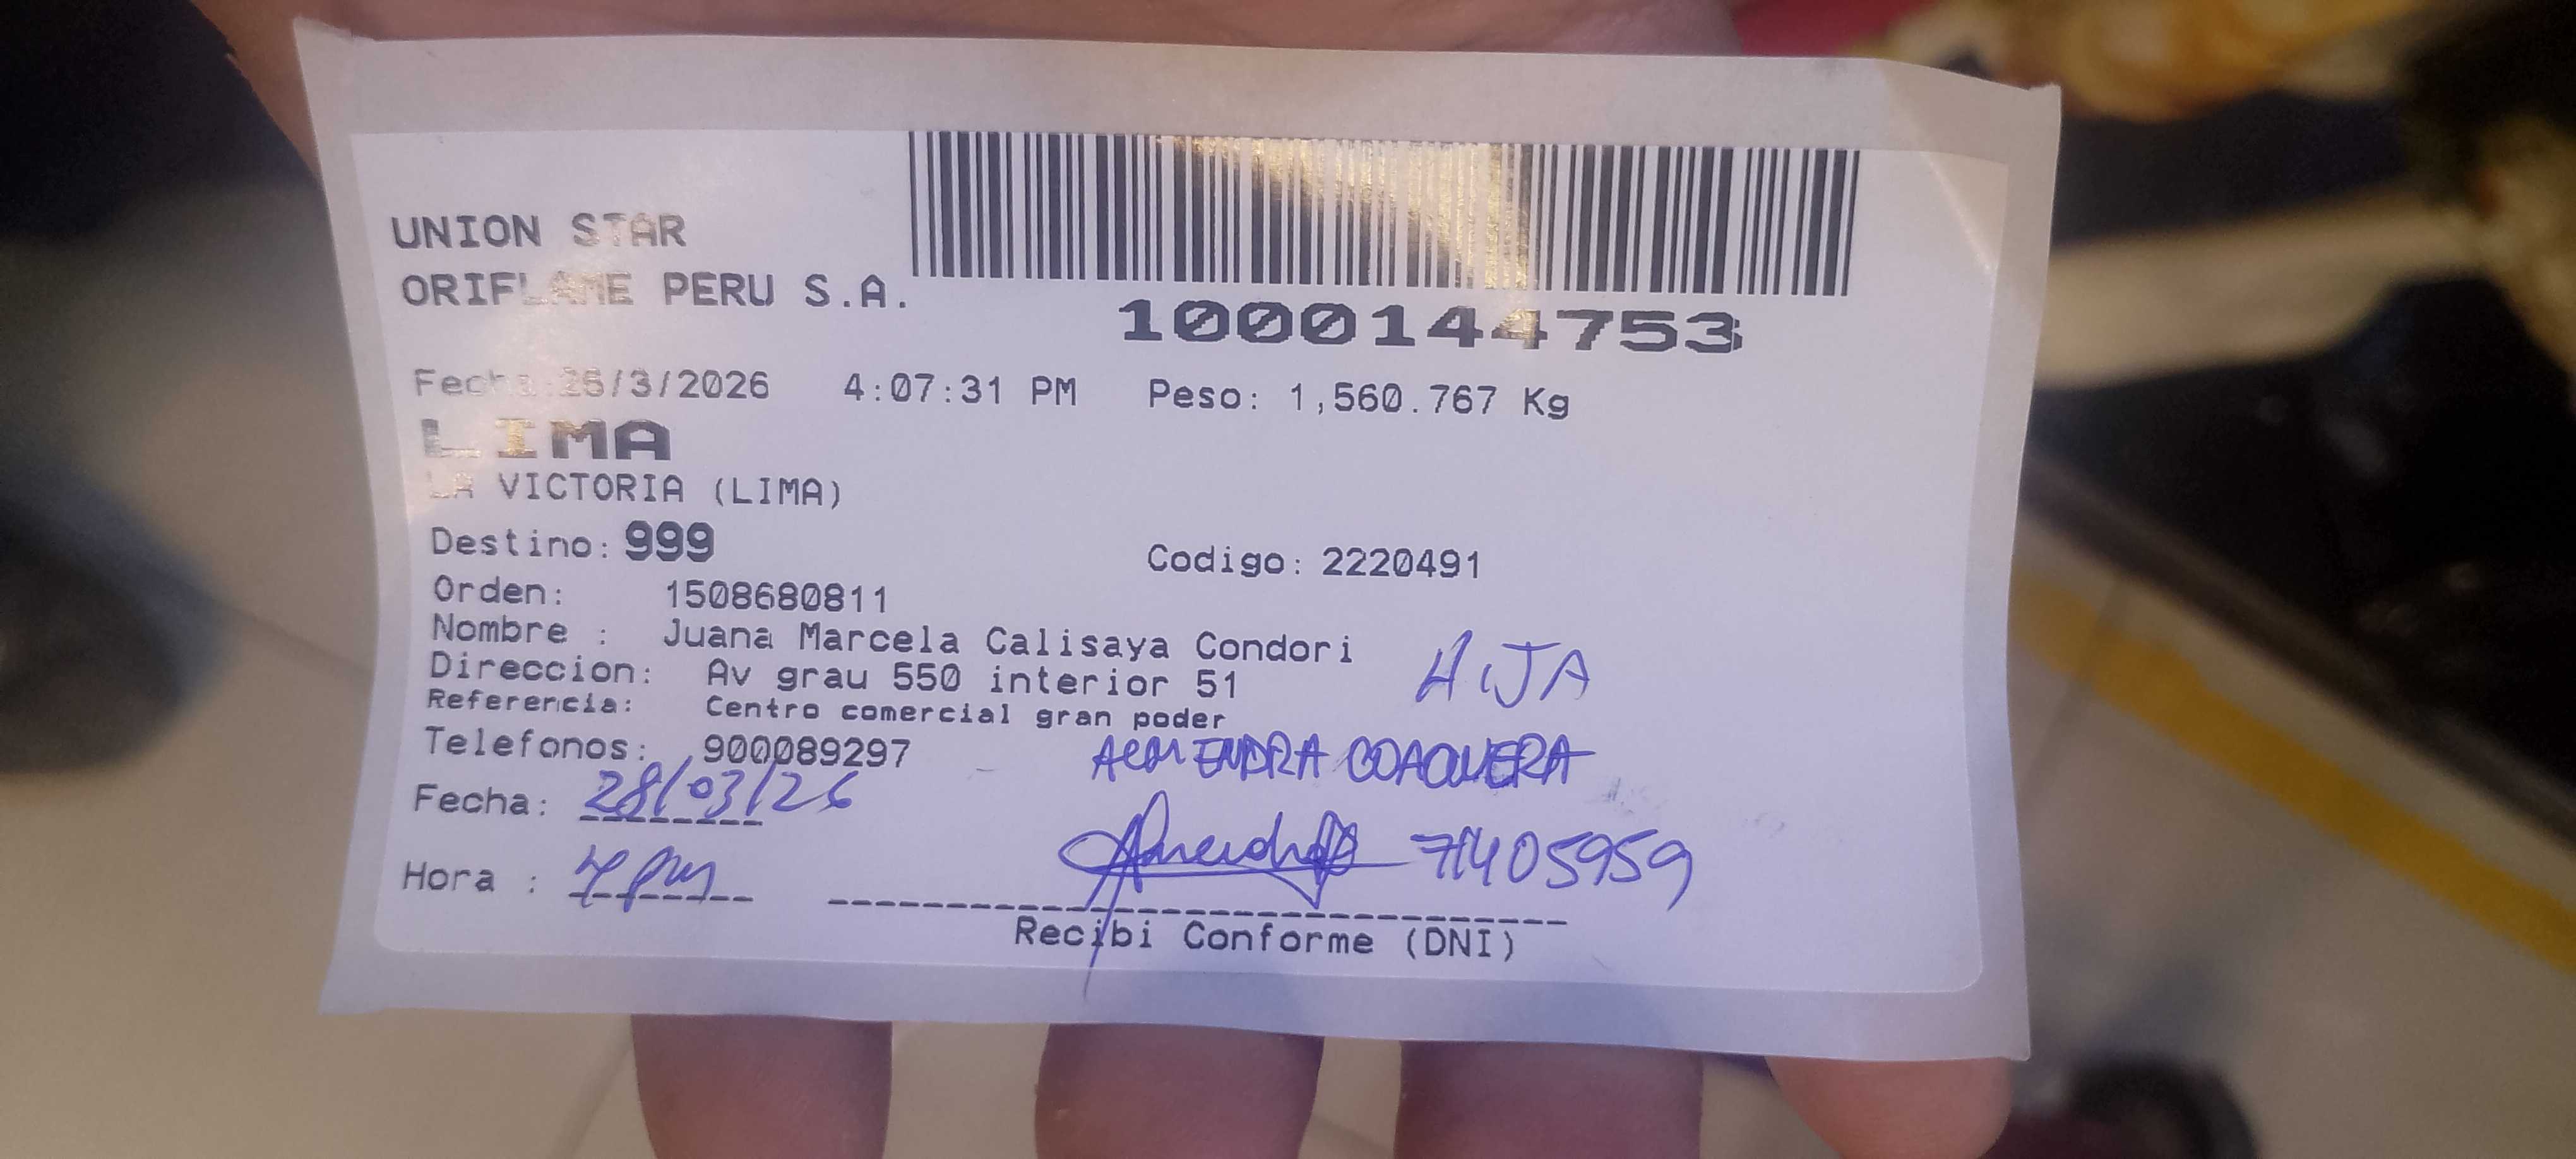 UNION STAR
ORIFLAME PERU S.A.
1000144753
Fecha:26/3/2026 4:07:31 PM Peso: 1,560.767 Kg
LIMA
LA VICTORIA (LIMA)
Destino: 999 Codigo: 2220491
Orden: 1508680811
Nombre : Juana Marcela Calisaya Condori
HIJA
Direccion: Av grau 550 interior 51
Referencia: Centro comercial gran poder
Telefonos: 900089297
ALMENDRA COAQUERA
Fecha: 28/03/26
71405959
Hora : 4 pm
Recibi Conforme (DNI)